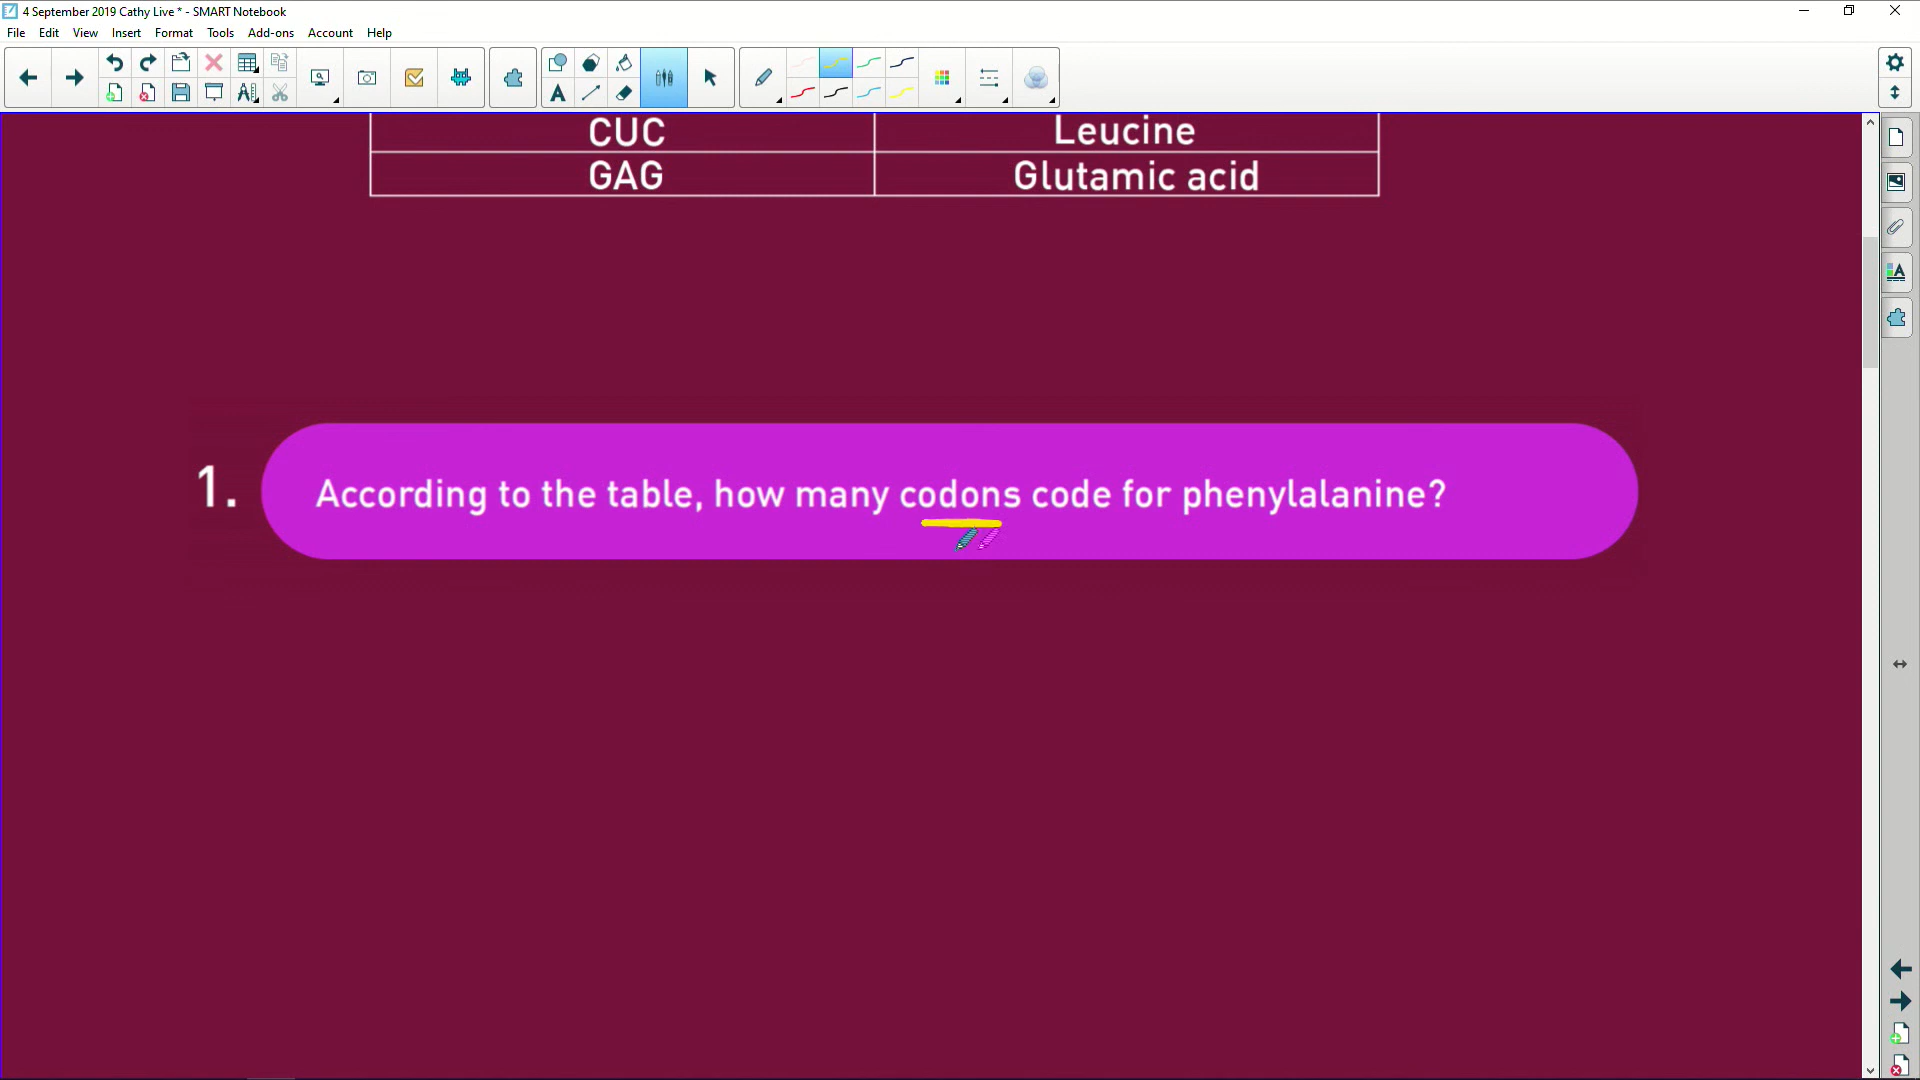 4 September 2019 Cathy Live * - SMART Notebook
File Edit View Insert Format Tools Add-ons Account Help
CUC Leucine
GAG Glutamic acid
1. According to the table, how many codons code for phenylalanine?